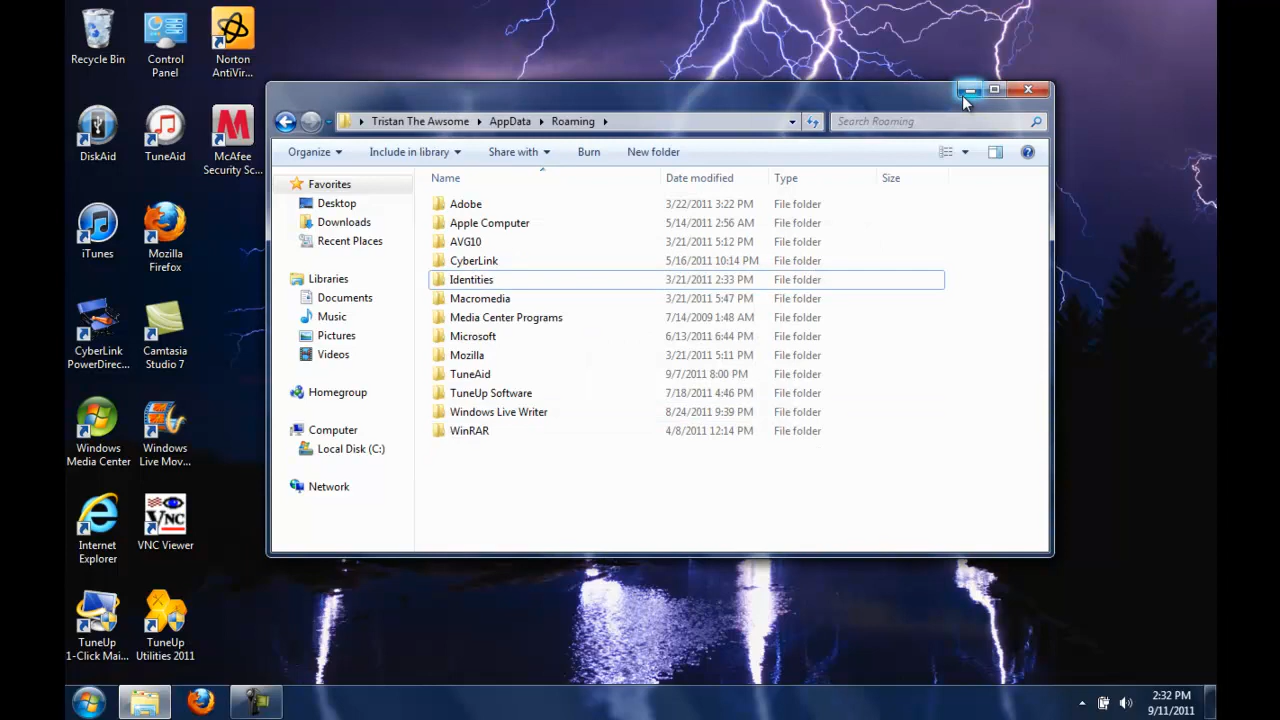 Recycle Bin
Control
Panel
Norton
AntiVir...
DiskAid
TuneAid
McAfee
Security Sc...
iTunes
Mozilla
Firefox
CyberLink
PowerDirec...
Camtasia
Studio 7
Windows
Media Center
Windows
Live Mov...
Internet
Explorer
VNC Viewer
TuneUp
1-Click Mai...
TuneUp
Utilities 2011
Tristan The Awsome AppData Roaming
Search Roaming
Organize Include in library Share with Burn New folder
Favorites
Desktop
Downloads
Recent Places
Libraries
Documents
Music
Pictures
Videos
Homegroup
Computer
Local Disk (C:)
Network
Name Date modified Type Size
Adobe 3/22/2011 3:22 PM File folder
Apple Computer 5/14/2011 2:56 AM File folder
AVG10 3/21/2011 5:12 PM File folder
CyberLink 5/16/2011 10:14 PM File folder
Identities 3/21/2011 2:33 PM File folder
Macromedia 3/21/2011 5:47 PM File folder
Media Center Programs 7/14/2009 1:48 AM File folder
Microsoft 6/13/2011 6:44 PM File folder
Mozilla 3/21/2011 5:11 PM File folder
TuneAid 9/7/2011 8:00 PM File folder
TuneUp Software 7/18/2011 4:46 PM File folder
Windows Live Writer 8/24/2011 9:39 PM File folder
WinRAR 4/8/2011 12:14 PM File folder
2:32 PM
9/11/2011